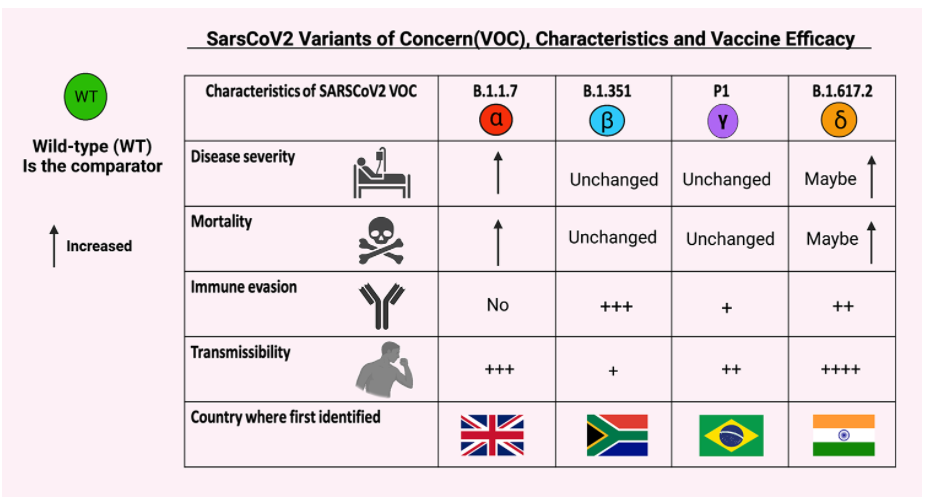 SarsCoV2 Variants of Concern(VOC), Characteristics and Vaccine Efficacy
WT
Wild-type (WT)
Is the comparator
Increased
Characteristics of SARSCoV2 VOC B.1.1.7 B.1.351 P1 B.1.617.2
α β γ δ
Disease severity
Unchanged Unchanged Maybe
Mortality
Unchanged Unchanged Maybe
Immune evasion
No +++ + ++
Transmissibility
+++ + ++ ++++
Country where first identified